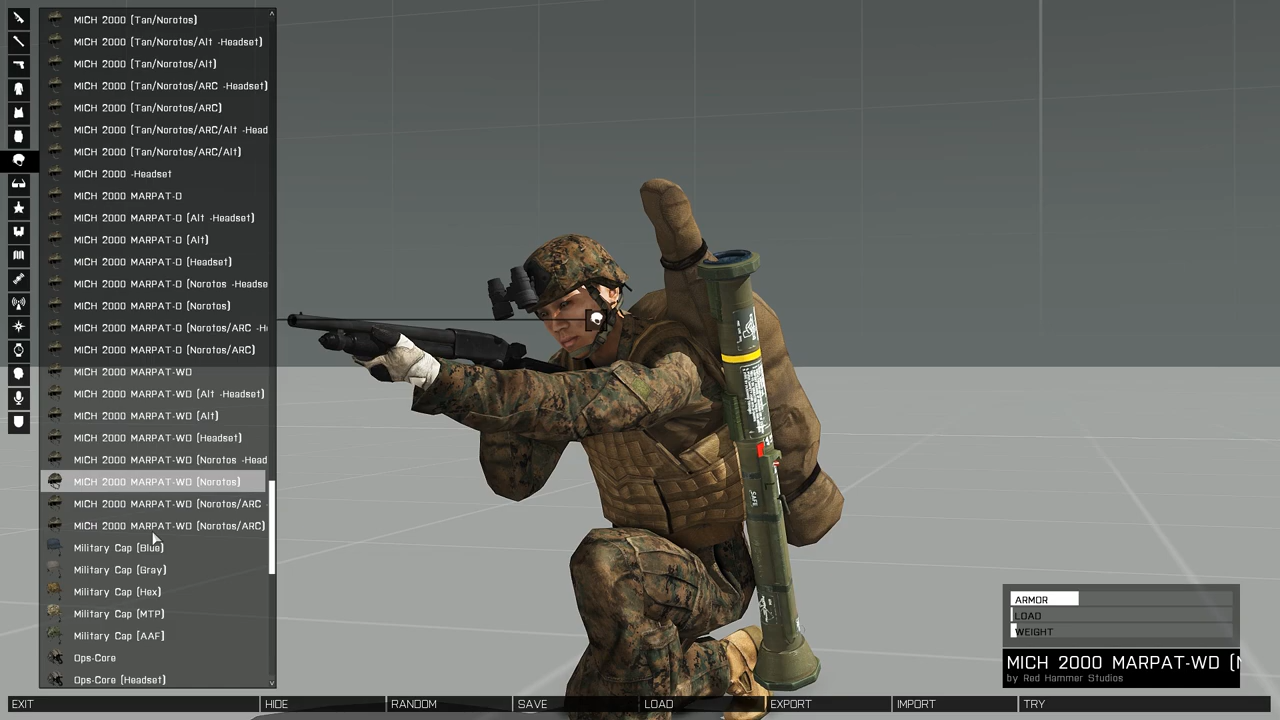 MICH 2000 (Tan/Norotos)
MICH 2000 (Tan/Norotos/Alt -Headset)
MICH 2000 (Tan/Norotos/Alt)
MICH 2000 (Tan/Norotos/ARC -Headset)
MICH 2000 (Tan/Norotos/ARC)
MICH 2000 (Tan/Norotos/ARC/Alt -Head
MICH 2000 (Tan/Norotos/ARC/Alt)
MICH 2000 -Headset
MICH 2000 MARPAT-D
MICH 2000 MARPAT-D (Alt -Headset)
MICH 2000 MARPAT-D (Alt)
MICH 2000 MARPAT-D (Headset)
MICH 2000 MARPAT-D (Norotos -Headse
MICH 2000 MARPAT-D (Norotos)
MICH 2000 MARPAT-D (Norotos/ARC -H
MICH 2000 MARPAT-D (Norotos/ARC)
MICH 2000 MARPAT-WD
MICH 2000 MARPAT-WD (Alt -Headset)
MICH 2000 MARPAT-WD (Alt)
MICH 2000 MARPAT-WD (Headset)
MICH 2000 MARPAT-WD (Norotos -Head
MICH 2000 MARPAT-WD (Norotos)
MICH 2000 MARPAT-WD (Norotos/ARC
MICH 2000 MARPAT-WD (Norotos/ARC)
Military Cap (Blue)
Military Cap (Gray)
Military Cap (Hex)
Military Cap (MTP)
Military Cap (AAF)
Ops-Core
Ops-Core (Headset)
SAFE
ARMOR
LOAD
WEIGHT
MICH 2000 MARPAT-WD (N
by Red Hammer Studios
EXIT
HIDE
RANDOM
SAVE
LOAD
EXPORT
IMPORT
TRY